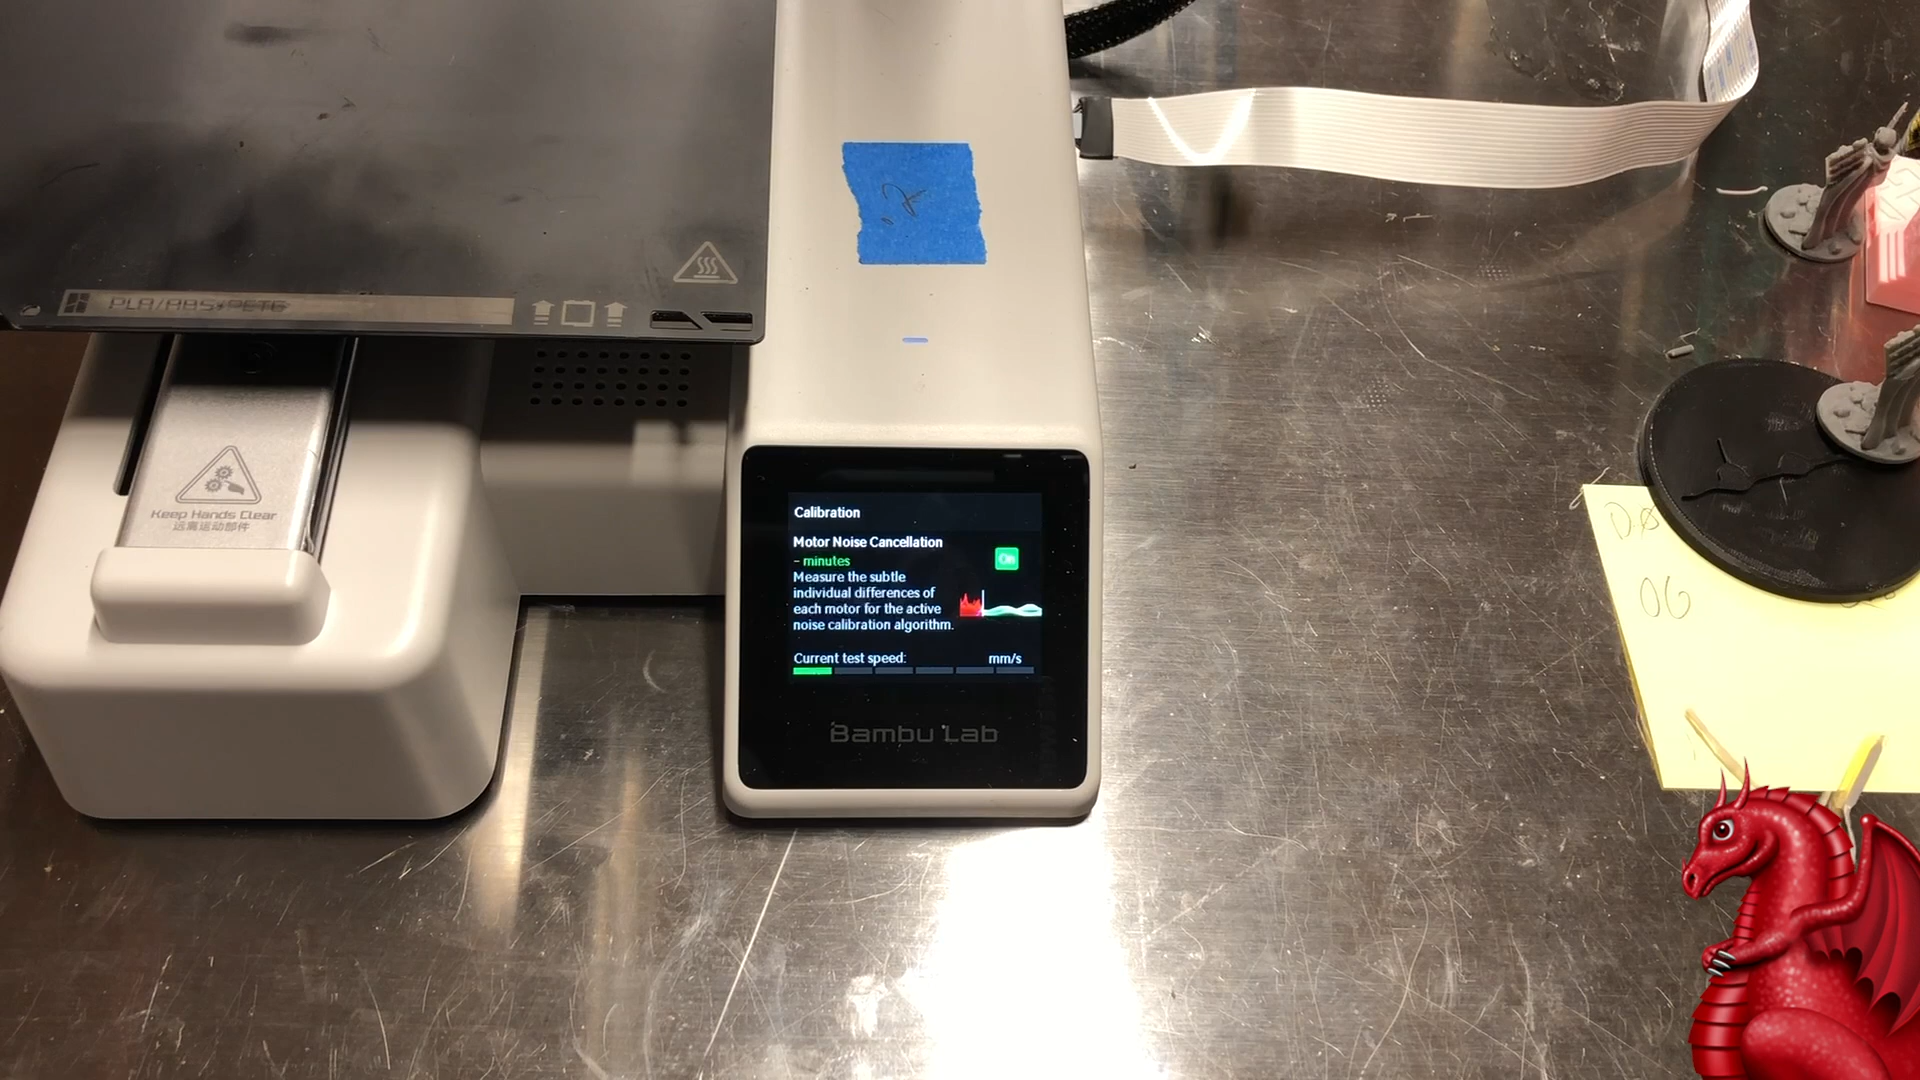 .2
PLA/ABS/PETG
Keep Hands Clear
远离运动部件
Calibration
Motor Noise Cancellation
- minutes
On
Measure the subtle
individual differences of
each motor for the active
noise calibration algorithm.
Current test speed: mm/s
Bambu Lab
06